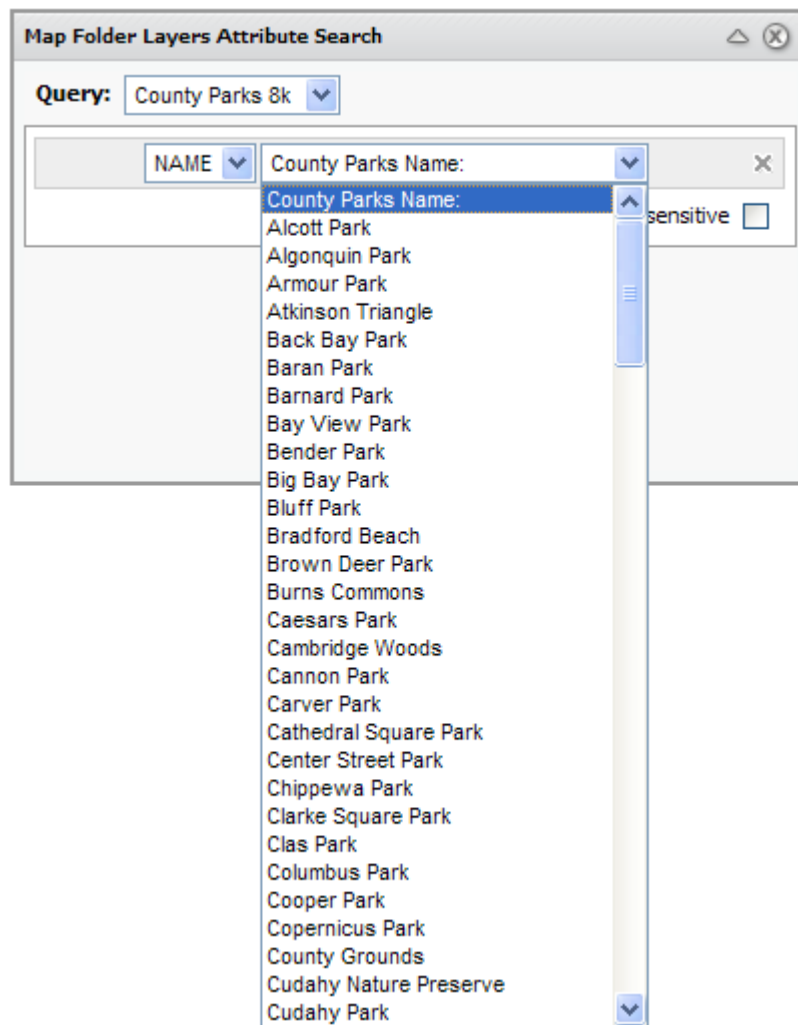 Map Folder Layers Attribute Search
Query: County Parks 8k
NAME County Parks Name:
County Parks Name:
sensitive
Alcott Park
Algonquin Park
Armour Park
Atkinson Triangle
Back Bay Park
Baran Park
Barnard Park
Bay View Park
Bender Park
Big Bay Park
Bluff Park
Bradford Beach
Brown Deer Park
Burns Commons
Caesars Park
Cambridge Woods
Cannon Park
Carver Park
Cathedral Square Park
Center Street Park
Chippewa Park
Clarke Square Park
Clas Park
Columbus Park
Cooper Park
Copernicus Park
County Grounds
Cudahy Nature Preserve
Cudahy Park